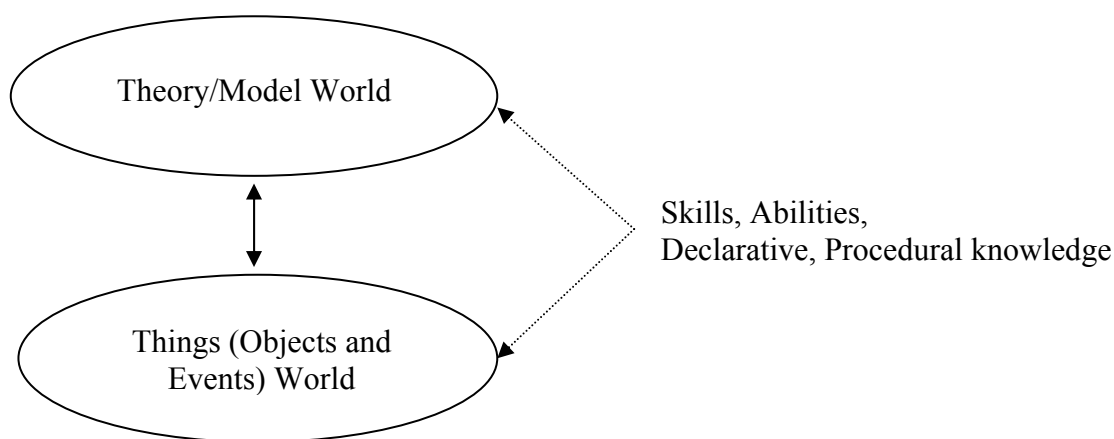 Theory/Model World
Skills, Abilities,
Declarative, Procedural knowledge
Things (Objects and
Events) World